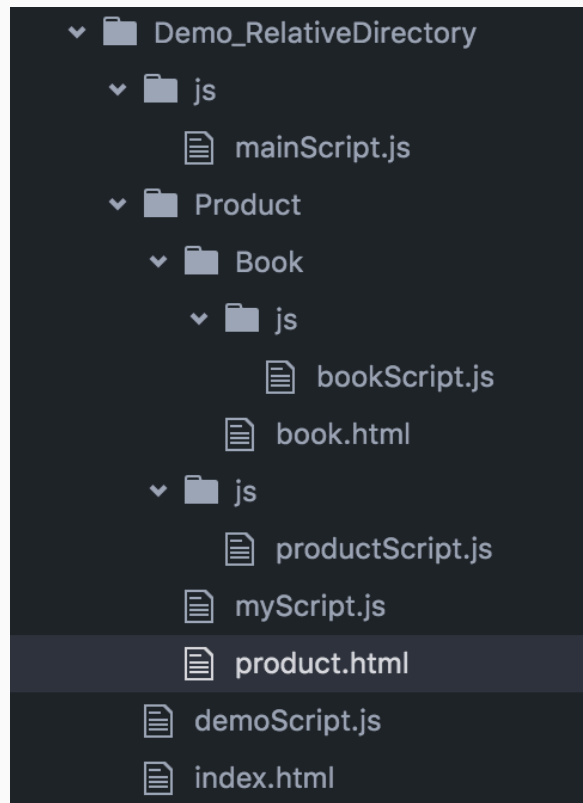 Demo_RelativeDirectory
js
mainScript.js
Product
Book
js
bookScript.js
book.html
js
productScript.js
myScript.js
product.html
demoScript.js
index.html